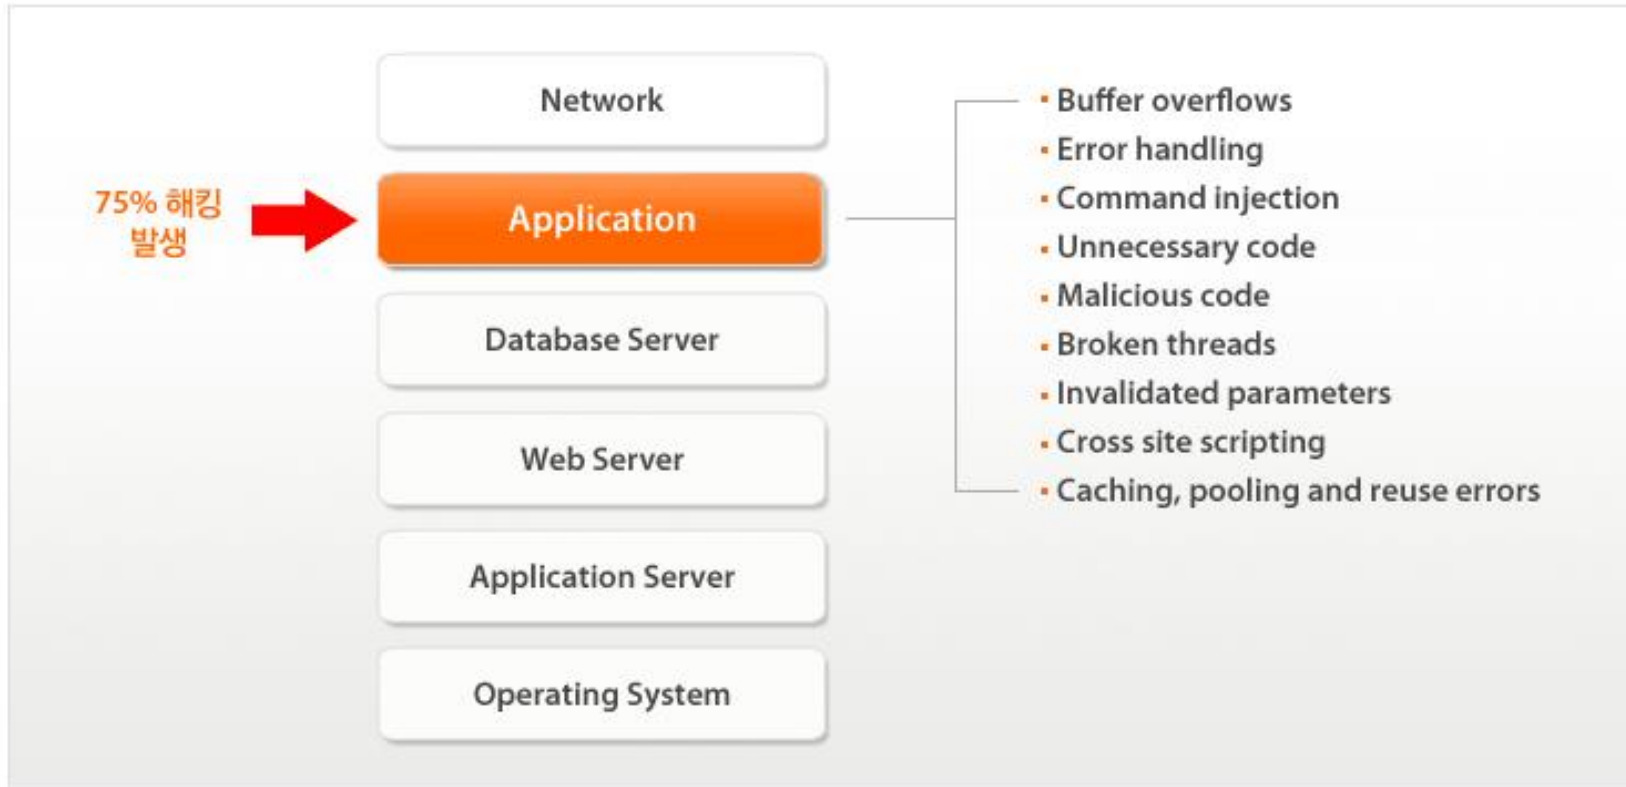 Network
75% 해킹
발생
Application
Database Server
Web Server
Application Server
Operating System
Buffer overflows
Error handling
Command injection
Unnecessary code
Malicious code
Broken threads
Invalidated parameters
Cross site scripting
Caching, pooling and reuse errors